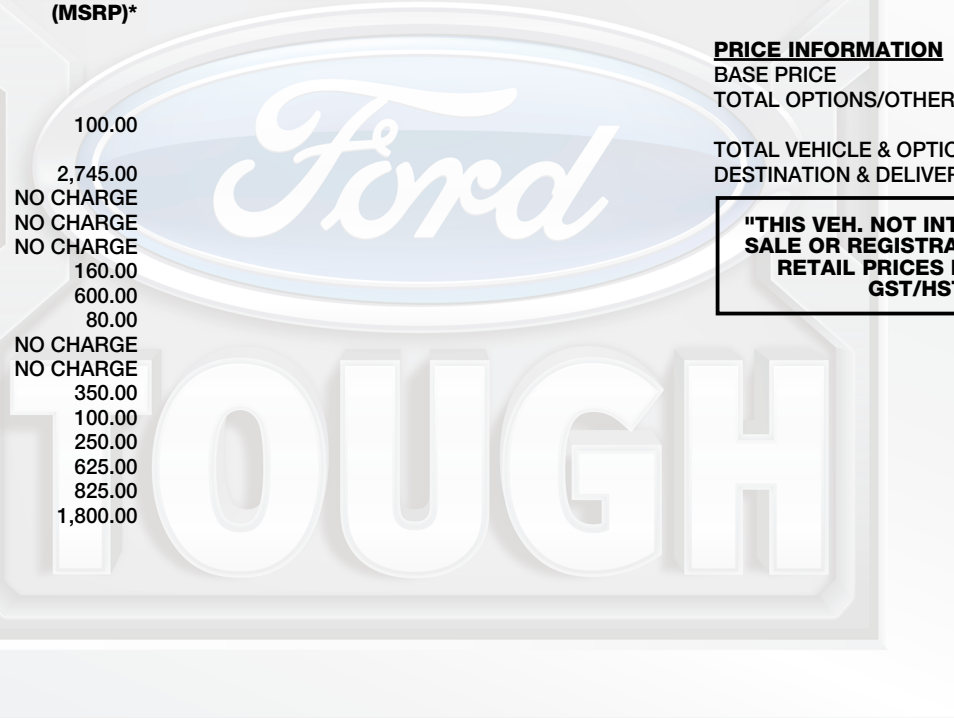 (MSRP)*
100.00
2,745.00
NO CHARGE
NO CHARGE
NO CHARGE
160.00
600.00
80.00
NO CHARGE
NO CHARGE
350.00
100.00
250.00
625.00
825.00
1,800.00
PRICE INFORMATION
BASE PRICE
TOTAL OPTIONS/OTHER
TOTAL VEHICLE & OPTIO
DESTINATION & DELIVER
"THIS VEH. NOT INT
SALE OR REGISTRA
RETAIL PRICES
GST/HST
Ford
TOUGH